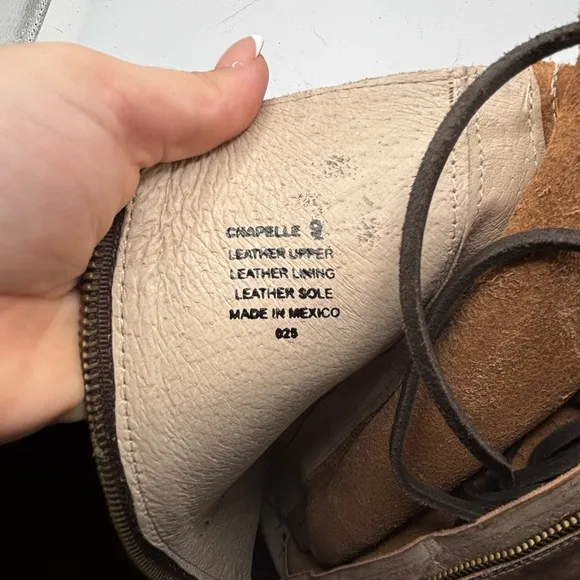 CHAPELLE 9
LEATHER UPPER
LEATHER LINING
LEATHER SOLE
MADE IN MEXICO
025